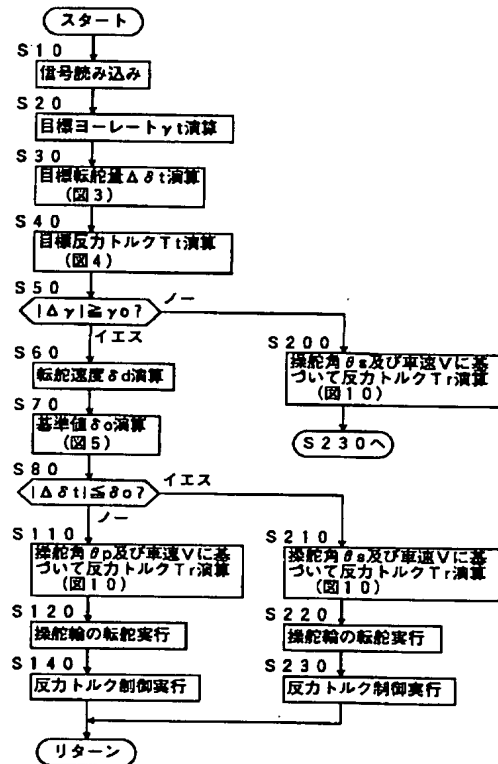 スタート
S10
信号読み込み
S20
目標ヨーレートγt演算
S30
目標転舵量Δδt演算
(図3)
S40
目標反力トルクTt演算
(図4)
S50
|Δγ|≧γo?
ノー
イエス
S60
転舵速度δd演算
S70
基準値δo演算
(図5)
S80
|Δδt|≦δo?
イエス
ノー
S200
操舵角θs及び車速Vに基
づいて反力トルクTr演算
(図10)
S230へ
S110
操舵角θp及び車速Vに基
づいて反力トルクTr演算
(図10)
S120
操舵輪の転舵実行
S140
反力トルク制御実行
S210
操舵角θs及び車速Vに基
づいて反力トルクTr演算
(図10)
S220
操舵輪の転舵実行
S230
反力トルク制御実行
リターン